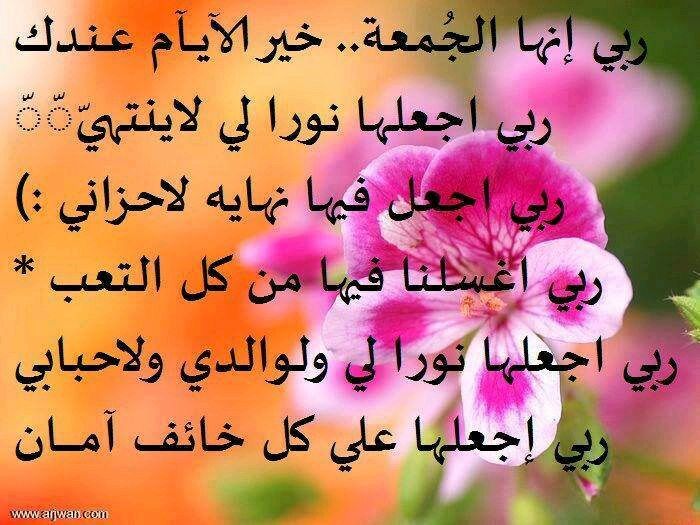 ربي إنها الجُمعة.. خير الآيآم عندك
ربي اجعلها نورا لي لاينتهيّ ّ ّ
ربي اجعل فيها نهايه لاحزاني :)
ربي اغسلنا فيها من كل التعب *
ربي اجعلها نورا لي ولوالدي ولاحبابي
ربي إجعلها علي كل خائف آمــان
www.arjwan.com